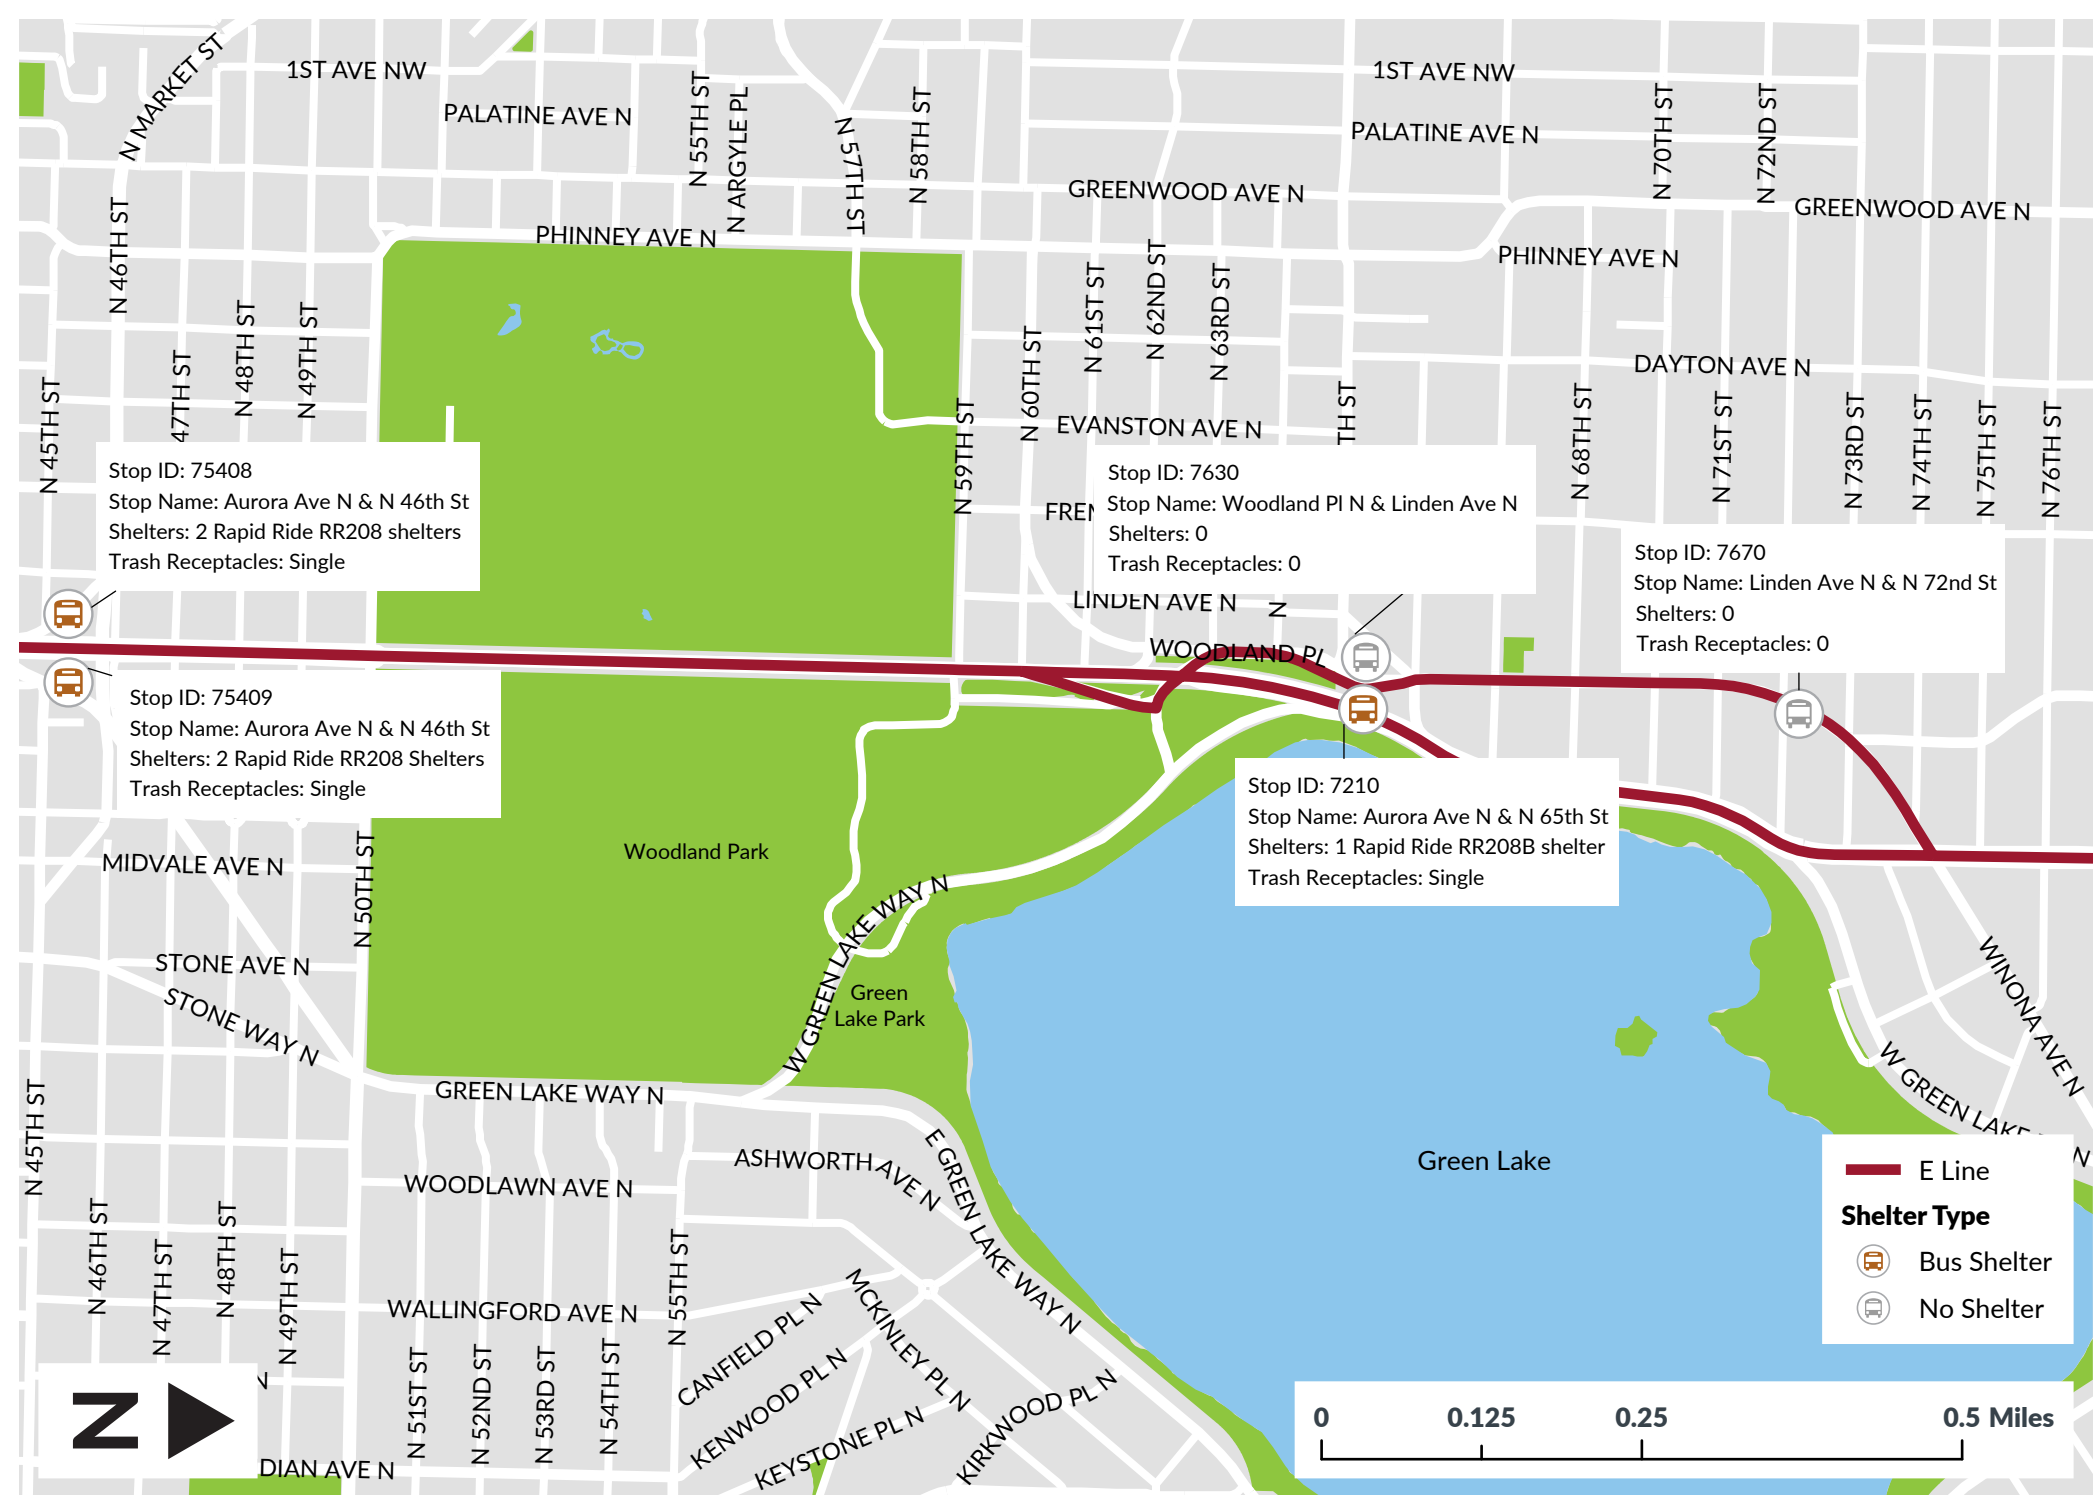 N MARKET ST
1ST AVE NW
1ST AVE NW
PALATINE AVE N
PALATINE AVE N
N 55TH ST
N ARGYLE PL
N 57TH ST
N 58TH ST
N 70TH ST
N 72ND ST
GREENWOOD AVE N
GREENWOOD AVE N
PHINNEY AVE N
PHINNEY AVE N
N 46TH ST
N 45TH ST
47TH ST
N 48TH ST
N 49TH ST
N 59TH ST
N 60TH ST
N 61ST ST
N 62ND ST
N 63RD ST
TH ST
DAYTON AVE N
EVANSTON AVE N
N 68TH ST
N 71ST ST
N 73RD ST
N 74TH ST
N 75TH ST
N 76TH ST
Stop ID: 75408
Stop Name: Aurora Ave N & N 46th St
Shelters: 2 Rapid Ride RR208 shelters
Trash Receptacles: Single
FREM
Stop ID: 7630
Stop Name: Woodland Pl N & Linden Ave N
Shelters: 0
Trash Receptacles: 0
Stop ID: 7670
Stop Name: Linden Ave N & N 72nd St
Shelters: 0
Trash Receptacles: 0
LINDEN AVE N
N
WOODLAND PL
Stop ID: 75409
Stop Name: Aurora Ave N & N 46th St
Shelters: 2 Rapid Ride RR208 Shelters
Trash Receptacles: Single
Stop ID: 7210
Stop Name: Aurora Ave N & N 65th St
Shelters: 1 Rapid Ride RR208B shelter
Trash Receptacles: Single
MIDVALE AVE N
N 50TH ST
Woodland Park
W GREEN LAKE WAY N
STONE AVE N
STONE WAY N
Green
Lake Park
WINONA AVE N
W GREEN LAKE
N
GREEN LAKE WAY N
N 45TH ST
E GREEN LAKE WAY N
ASHWORTH AVE N
WOODLAWN AVE N
Green Lake
N 46TH ST
N 47TH ST
N 48TH ST
N 49TH ST
N 55TH ST
WALLINGFORD AVE N
CANFIELD PL N
MCKINLEY PL N
KENWOOD PL N
KEYSTONE PL N
KIRKWOOD PL N
N 51ST ST
N 52ND ST
N 53RD ST
N 54TH ST
DIAN AVE N
N
E Line
Shelter Type
Bus Shelter
No Shelter
0 0.125 0.25 0.5 Miles